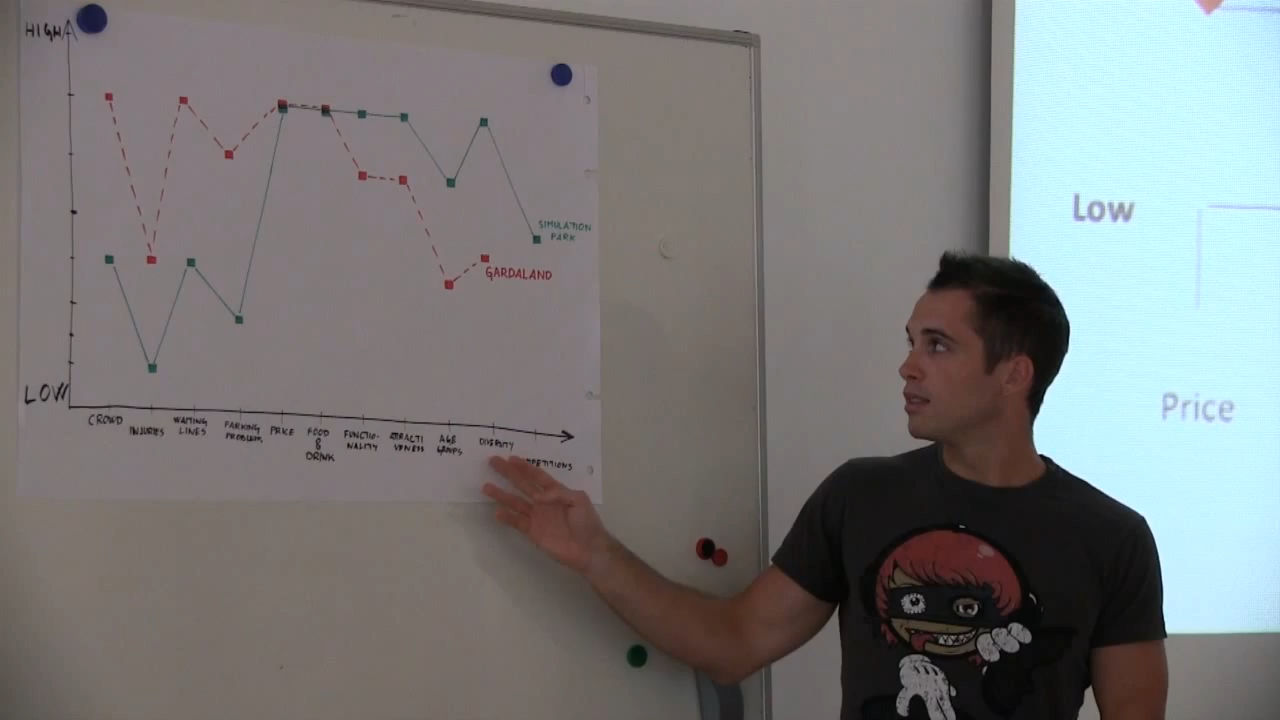 HIGH
LOW
SIMULATION
PARK
GARDALAND
CROWD
INJURIES
WAITING
LINES
PARKING
PROBLEMS
PRICE
FOOD
&
DRINK
FUNCTIO-
NALITY
ATTRACTI
VENESS
AGE
GROUPS
DIVERSITY
Low
Price